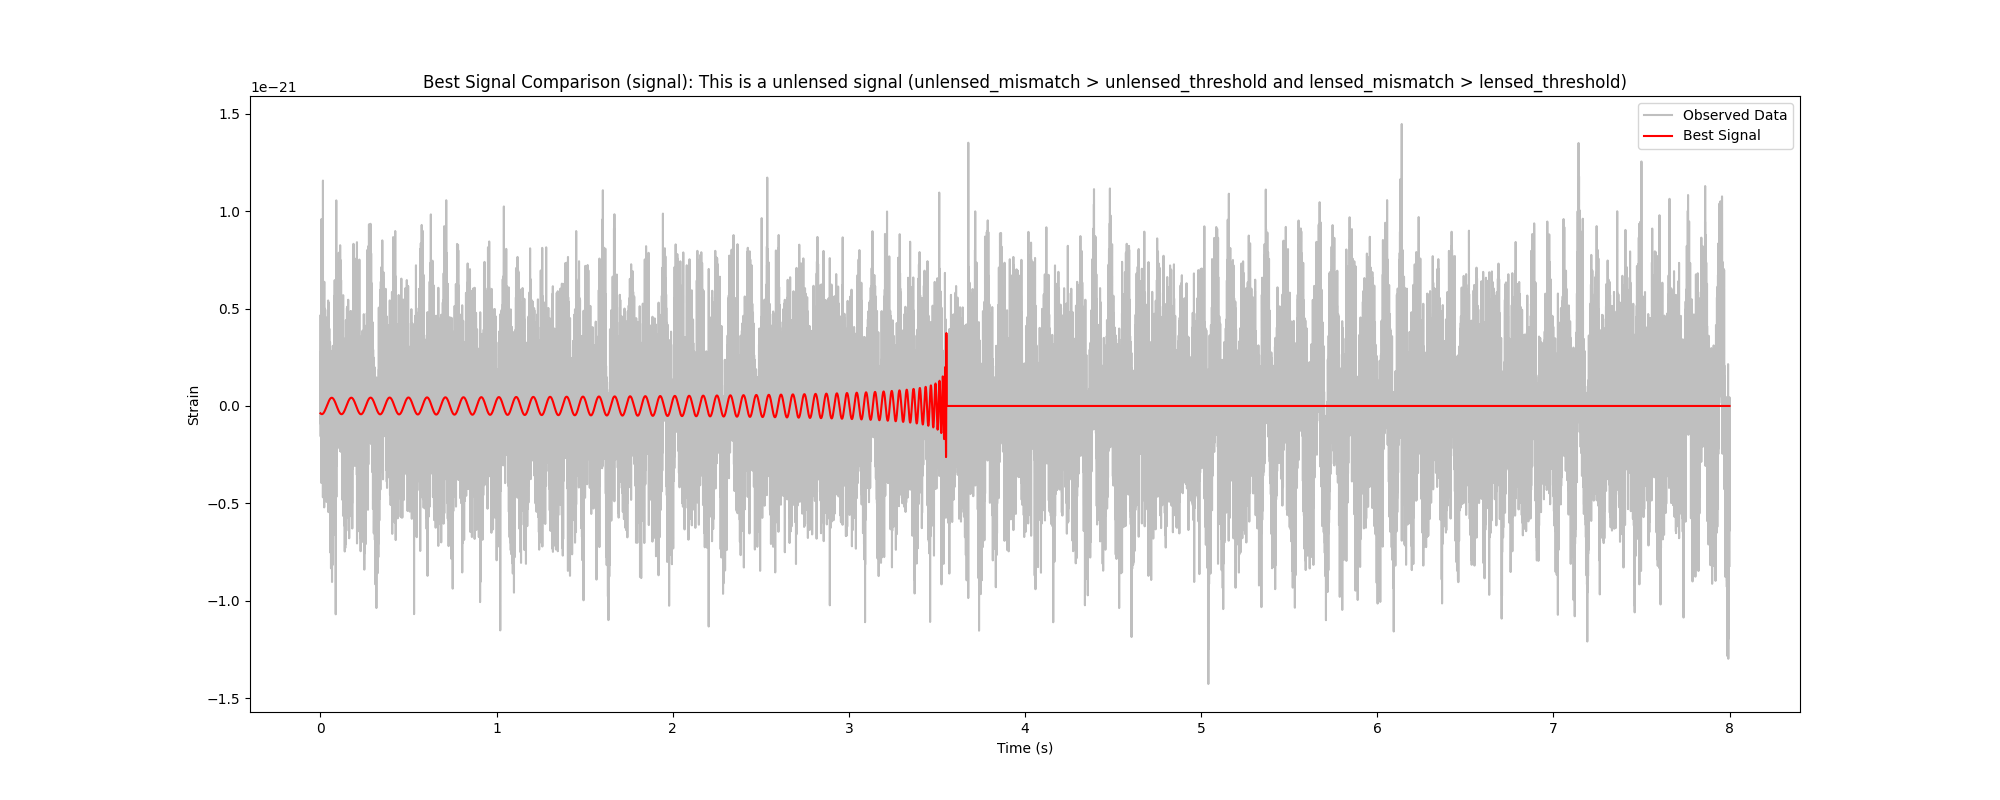 Best Signal Comparison (signal): This is a unlensed signal (unlensed_mismatch > unlensed_threshold and lensed_mismatch > lensed_threshold)
1e−21
Observed Data
Best Signal
1.5
1.0
0.5
0.0
−0.5
−1.0
−1.5
Strain
0 1 2 3 4 5 6 7 8
Time (s)